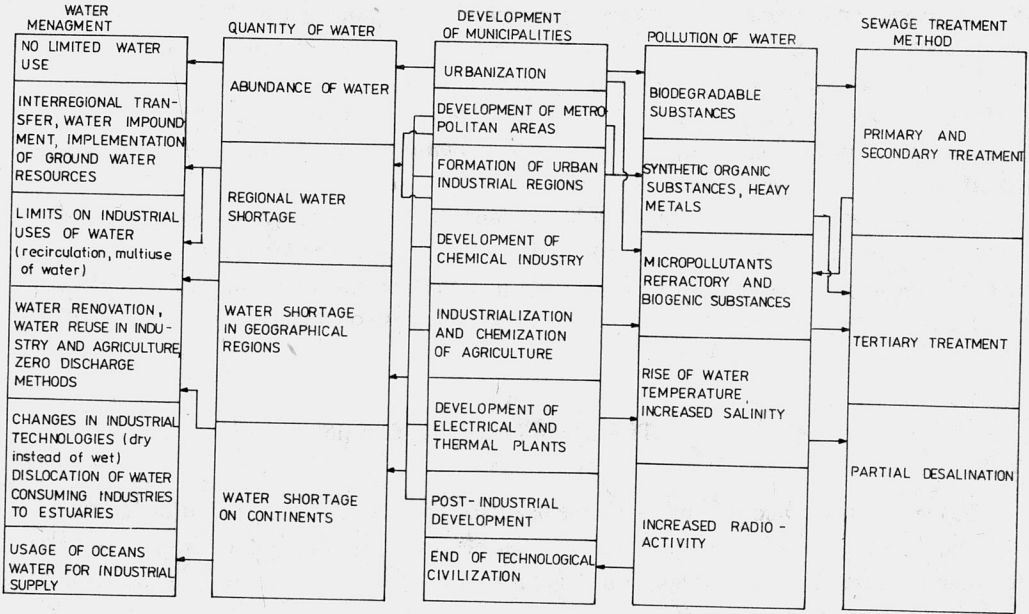 WATER
MENAGMENT
NO LIMITED WATER
USE
INTERREGIONAL TRAN-
SFER, WATER IMPOUND
MENT, IMPLEMENTATION
OF GROUND WATER
RESOURCES
LIMITS ON INDUSTRIAL
USES OF WATER
(recirculation, multiuse
of water)
WATER RENOVATION,
WATER REUSE IN INDU-
STRY AND AGRICULTURE,
ZERO DISCHARGE
METHODS
CHANGES IN INDUSTRIAL
TECHNOLOGIES (dry
instead of wet)
DISLOCATION OF WATER
CONSUMING INDUSTRIES
TO ESTUARIES
USAGE OF OCEANS
WATER FOR INDUSTRIAL
SUPPLY
QUANTITY OF WATER
ABUNDANCE OF WATER
REGIONAL WATER
SHORTAGE
WATER SHORTAGE
IN GEOGRAPHICAL
REGIONS
WATER SHORTAGE
ON CONTINENTS
DEVELOPMENT
OF MUNICIPALITIES
URBANIZATION
DEVELOPMENT OF METRO
POLITAN AREAS
FORMATION OF URBAN
INDUSTRIAL REGIONS
DEVELOPMENT OF
CHEMICAL INDUSTRY
INDUSTRIALIZATION
AND CHEMIZATION
OF AGRICULTURE
DEVELOPMENT OF
ELECTRICAL AND
THERMAL PLANTS
POST-INDUSTRIAL
DEVELOPMENT
END OF TECHNOLOGICAL
CIVILIZATION
POLLUTION OF WATER
BIODEGRADABLE
SUBSTANCES
SYNTHETIC ORGANIC
SUBSTANCES, HEAVY
METALS
MICROPOLLUTANTS
REFRACTORY AND
BIOGENIC SUBSTANCES
RISE OF WATER
TEMPERATURE,
INCREASED SALINITY
INCREASED RADIO-
ACTIVITY
SEWAGE TREATMENT
METHOD
PRIMARY AND
SECONDARY TREATMENT
TERTIARY TREATMENT
PARTIAL DESALINATION